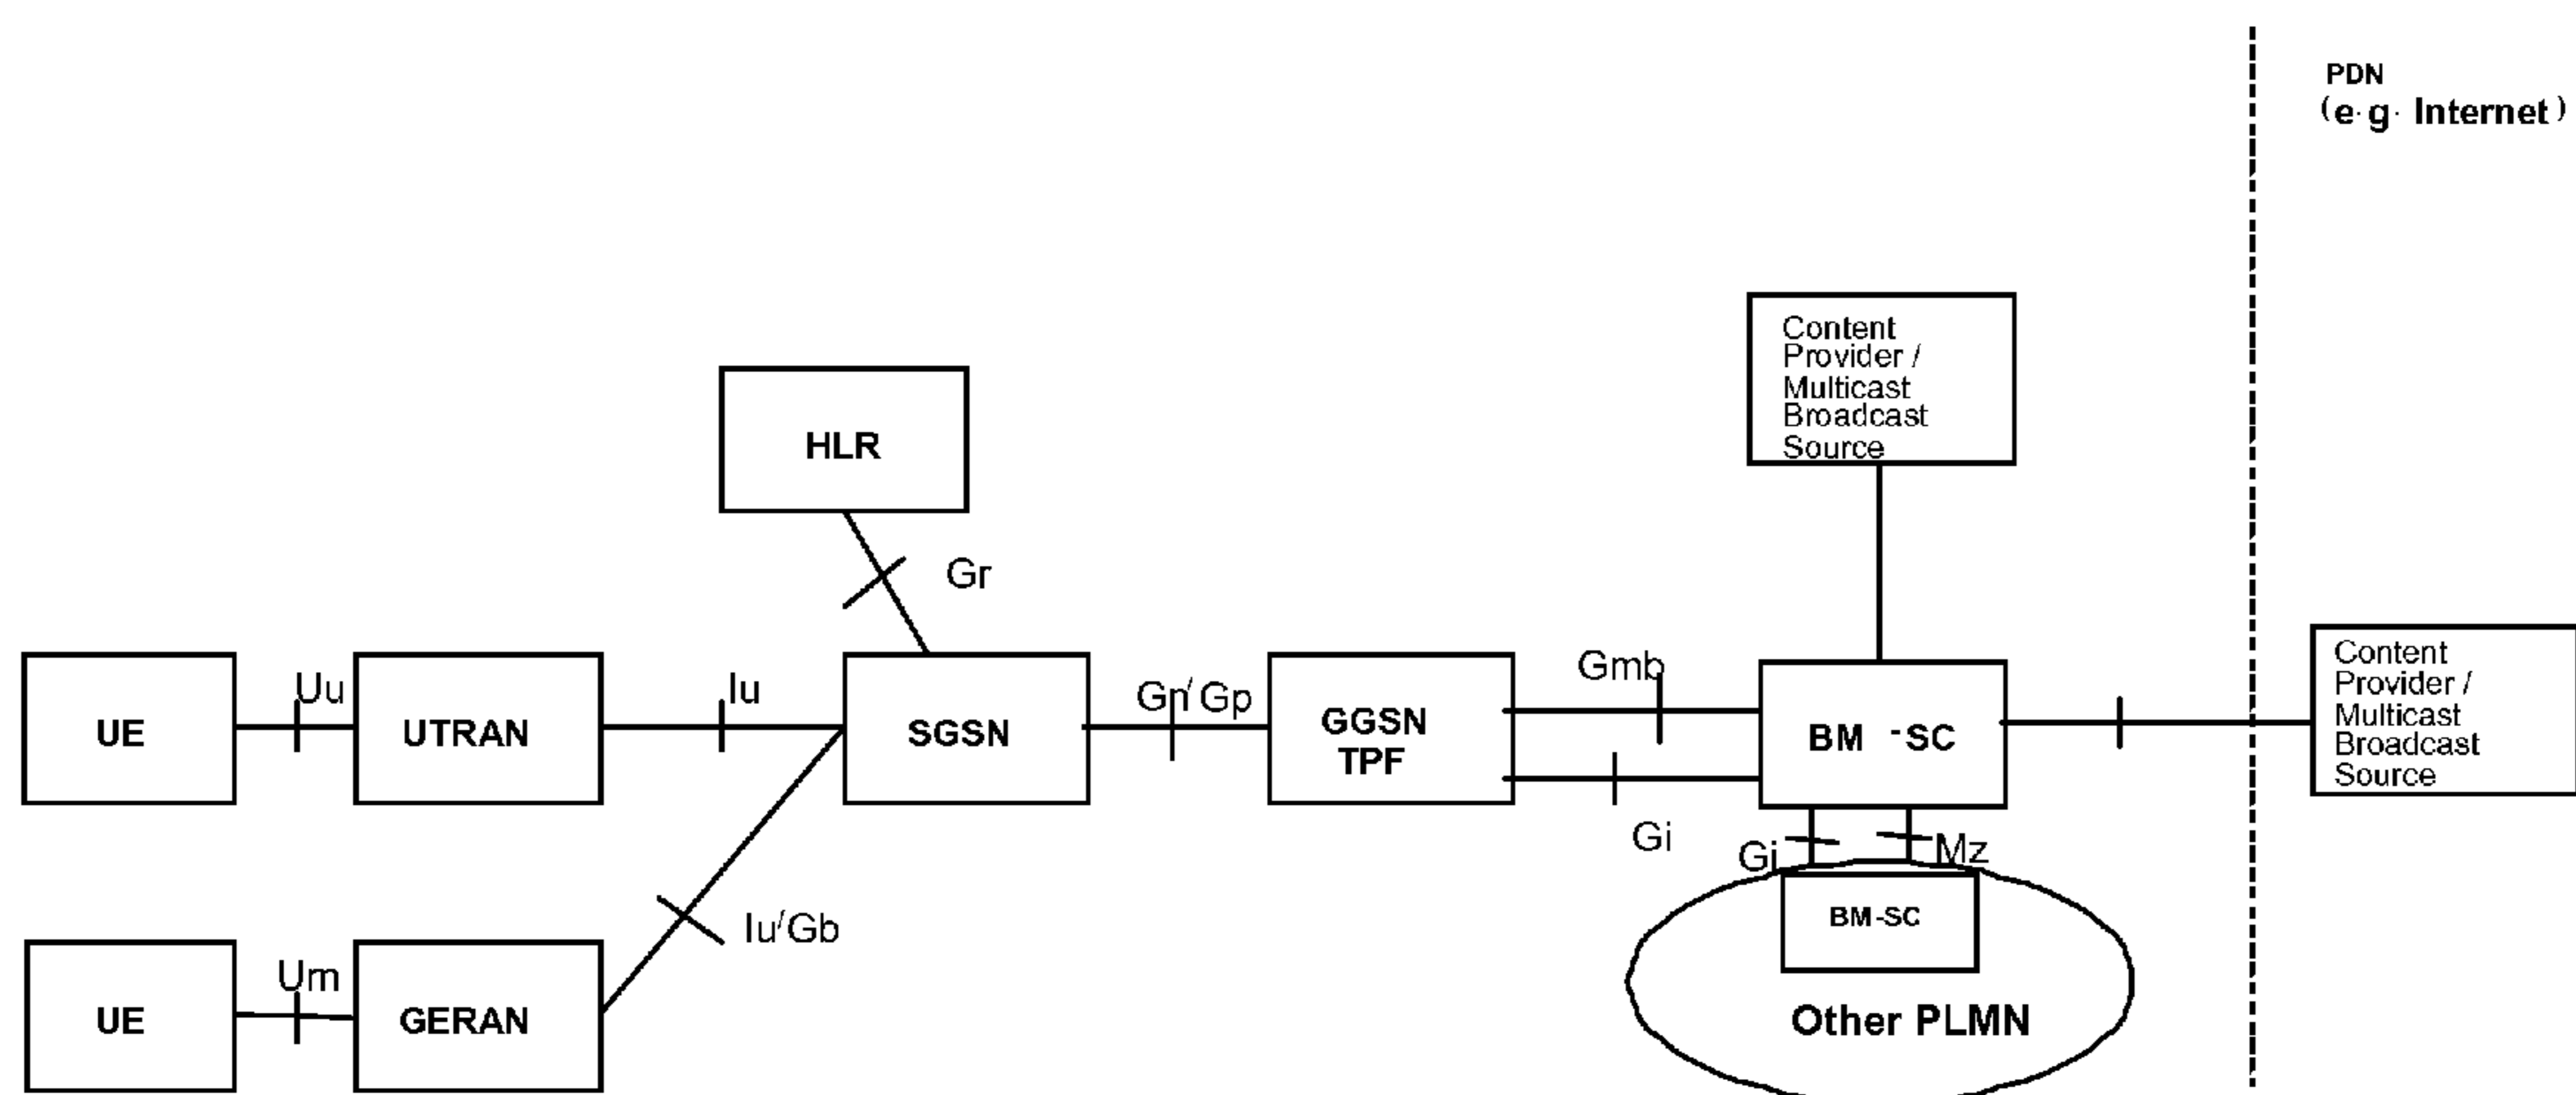 PDN
(e.g. Internet)
Content
Provider /
Multicast
Broadcast
Source
HLR
Gr
Uu
Iu
Gn/Gp
Gmb
UE
UTRAN
SGSN
GGSN
TPF
BM -SC
Content
Provider /
Multicast
Broadcast
Source
Gi
Gi
Mz
Iu/Gb
BM-SC
Um
UE
GERAN
Other PLMN